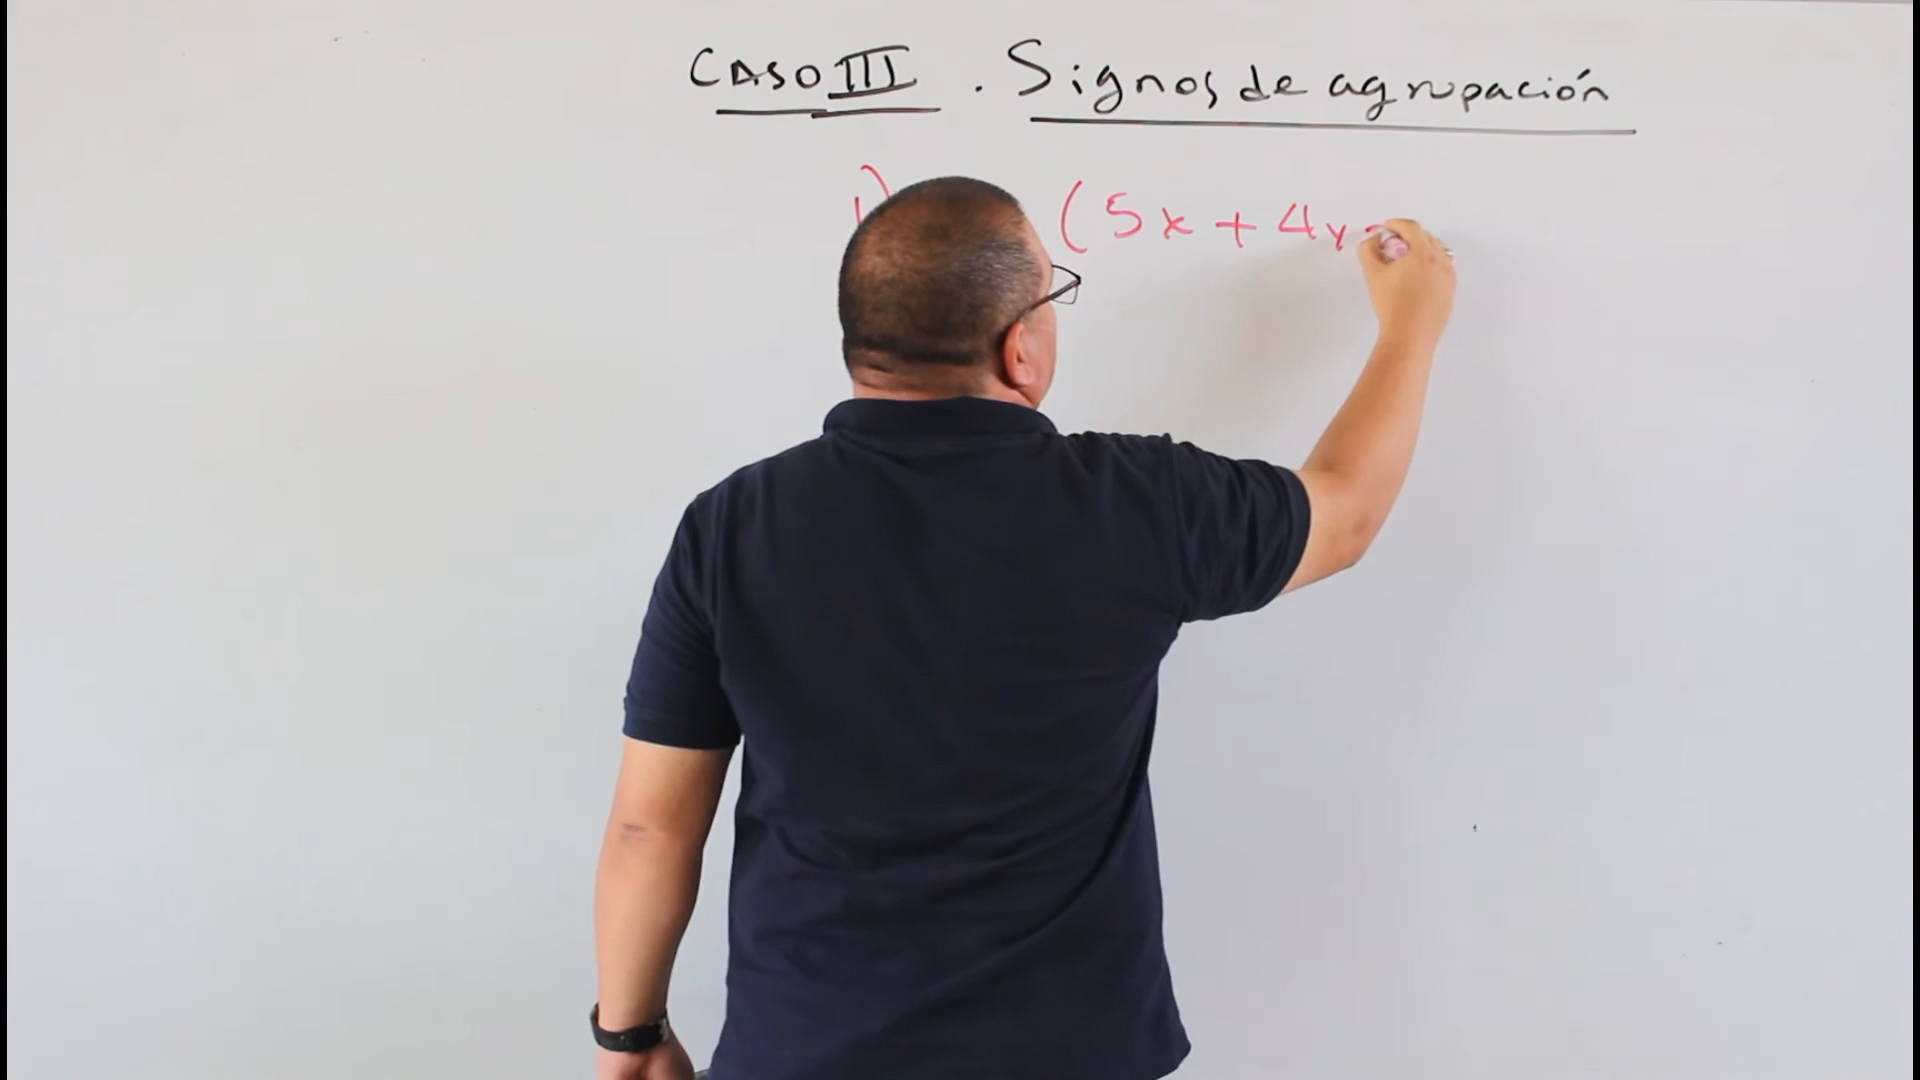 CASO III. Signos de agrupación
1) (5x + 4y